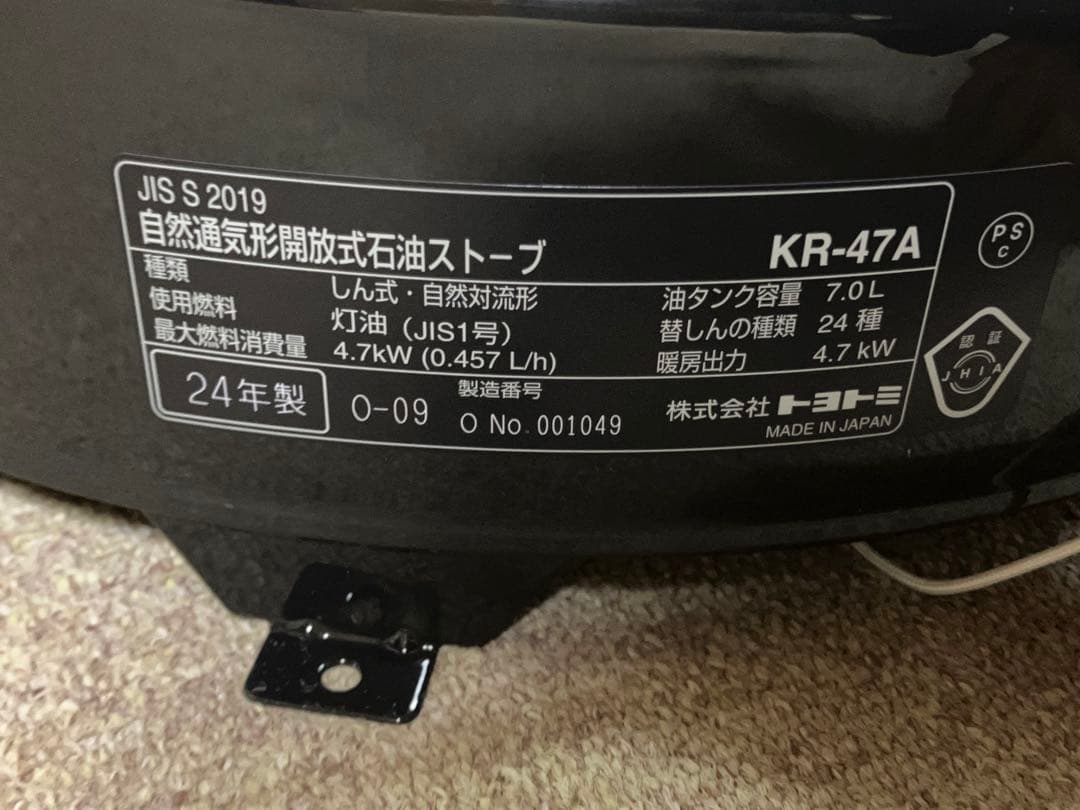 JIS S 2019
自然通気形開放式石油ストーブ KR-47A
種類 しん式・自然対流形 油タンク容量 7.0L
使用燃料 灯油（JIS1号） 替しんの種類 24種
最大燃料消費量 4.7kW (0.457 L/h) 暖房出力 4.7 kW
24年製 O-09 製造番号
O No. 001049 株式会社トヨトミ
MADE IN JAPAN
PS
C
認証
JHIA